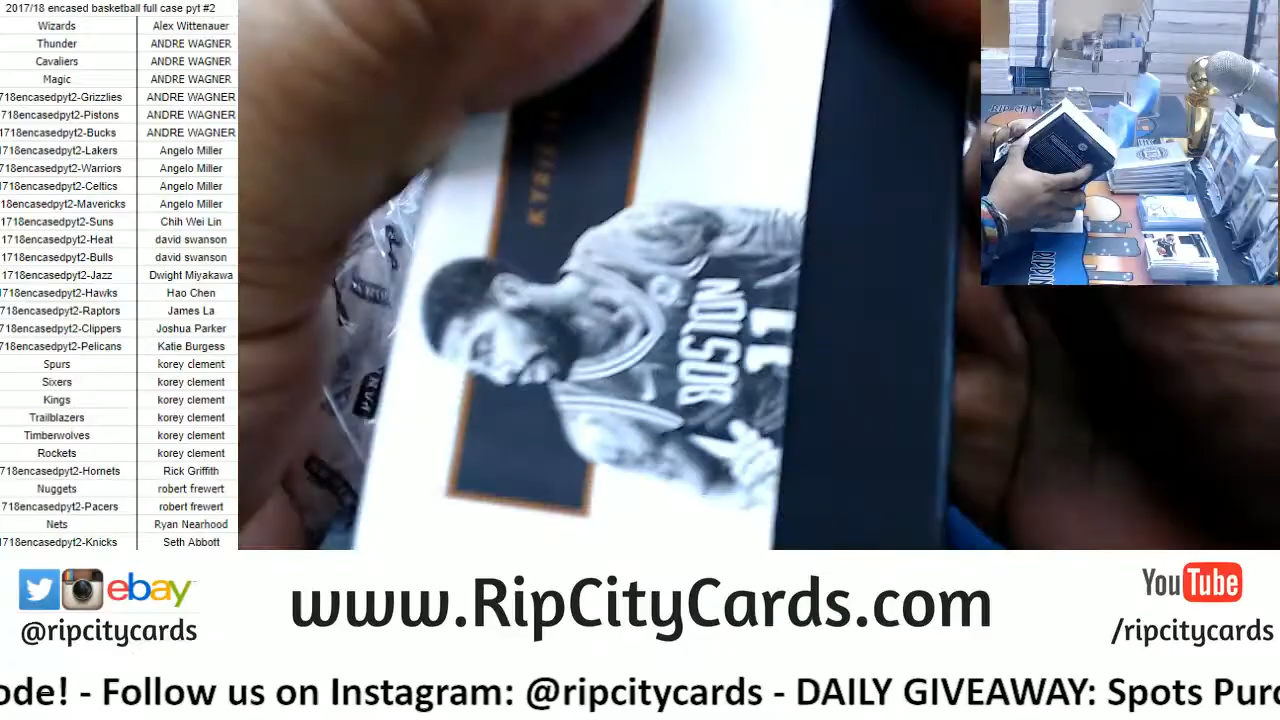 2017/18 encased basketball full case pyt #2
Wizards Alex Wittenauer
Thunder ANDRE WAGNER
Cavaliers ANDRE WAGNER
Magic ANDRE WAGNER
718encasedpyt2-Grizzlies ANDRE WAGNER
1718encasedpyt2-Pistons ANDRE WAGNER
1718encasedpyt2-Bucks ANDRE WAGNER
1718encasedpyt2-Lakers Angelo Miller
718encasedpyt2-Warriors Angelo Miller
1718encasedpyt2-Celtics Angelo Miller
18encasedpyt2-Mavericks Angelo Miller
1718encasedpyt2-Suns Chih Wei Lin
1718encasedpyt2-Heat david swanson
1718encasedpyt2-Bulls david swanson
1718encasedpyt2-Jazz Dwight Miyakawa
1718encasedpyt2-Hawks Hao Chen
718encasedpyt2-Raptors James La
718encasedpyt2-Clippers Joshua Parker
718encasedpyt2-Pelicans Katie Burgess
Spurs korey clement
Sixers korey clement
Kings korey clement
Trailblazers korey clement
Timberwolves korey clement
Rockets korey clement
718encasedpyt2-Hornets Rick Griffith
Nuggets robert frewert
718encasedpyt2-Pacers robert frewert
Nets Ryan Nearhood
1718encasedpyt2-Knicks Seth Abbott
KYRIE
BOSTON
11
PAN
RIP CITY
RIPPIN
ebay
@ripcitycards
www.RipCityCards.com
YouTube
/ripcitycards
ode! - Follow us on Instagram: @ripcitycards - DAILY GIVEAWAY: Spots Purc